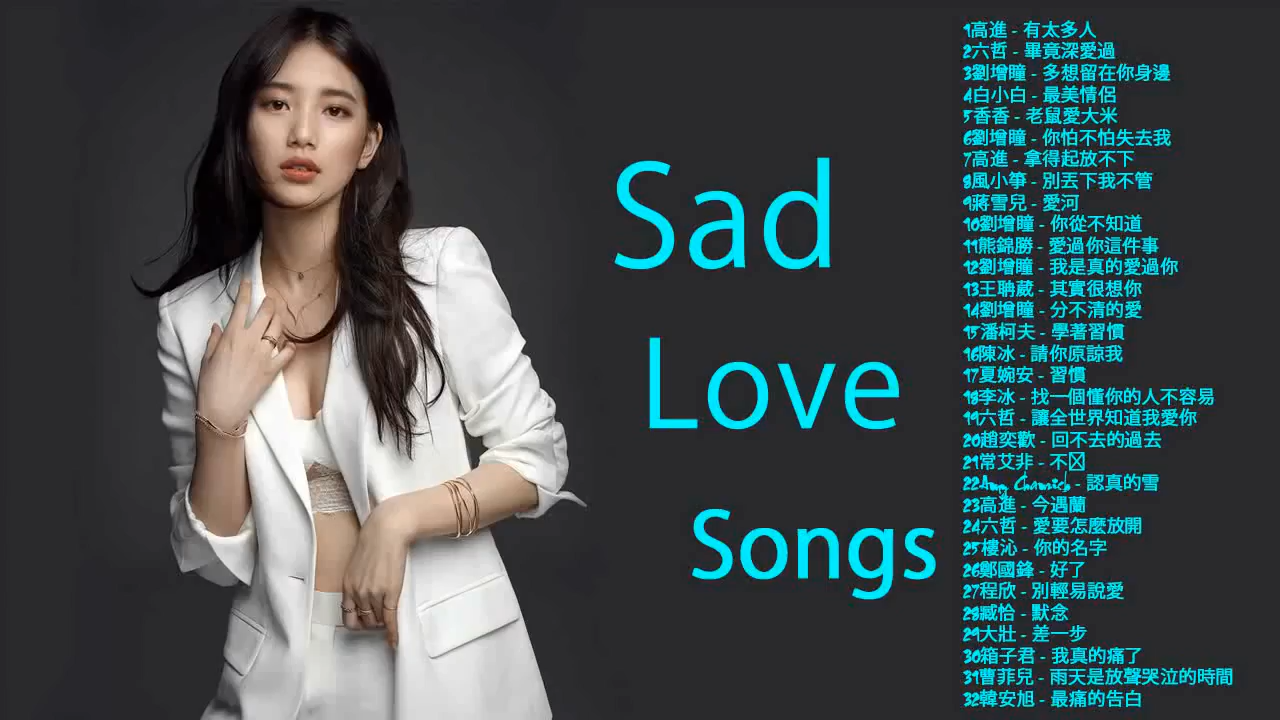 Sad
Love
Songs
1高進 - 有太多人
2六哲 - 畢竟深愛過
3劉增瞳 - 多想留在你身邊
4白小白 - 最美情侶
5香香 - 老鼠愛大米
6劉增瞳 - 你怕不怕失去我
7高進 - 拿得起放不下
8風小箏 - 別丟下我不管
9蔣雪兒 - 愛河
10劉增瞳 - 你從不知道
11熊錦勝 - 愛過你這件事
12劉增瞳 - 我是真的愛過你
13王聃葳 - 其實很想你
14劉增瞳 - 分不清的愛
15潘柯夫 - 學著習慣
16陳冰 - 請你原諒我
17夏婉安 - 習慣
18李冰 - 找一個懂你的人不容易
19六哲 - 讓全世界知道我愛你
20趙奕歡 - 回不去的過去
21常艾非 - 不
22Amy Chanrich - 認真的雪
23高進 - 今遇蘭
24六哲 - 愛要怎麼放開
25樓沁 - 你的名字
26鄭國鋒 - 好了
27程欣 - 別輕易說愛
28臧恰 - 默念
29大壯 - 差一步
30箱子君 - 我真的痛了
31曹菲兒 - 雨天是放聲哭泣的時間
32韓安旭 - 最痛的告白